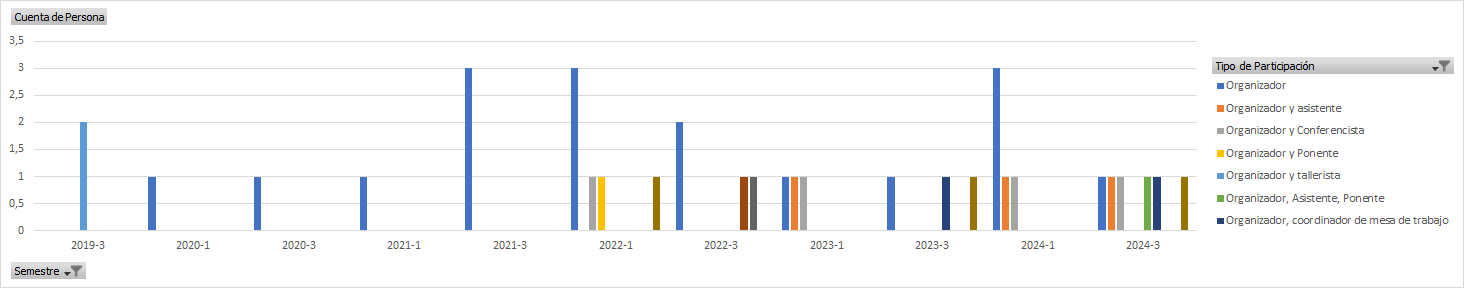 Cuenta de Persona
3,5
3
2,5
2
1,5
1
0,5
0
2019-3 2020-1 2020-3 2021-1 2021-3 2022-1 2022-3 2023-1 2023-3 2024-1 2024-3
Semestre
Tipo de Participación
Organizador
Organizador y asistente
Organizador y Conferencista
Organizador y Ponente
Organizador y tallerista
Organizador, Asistente, Ponente
Organizador, coordinador de mesa de trabajo